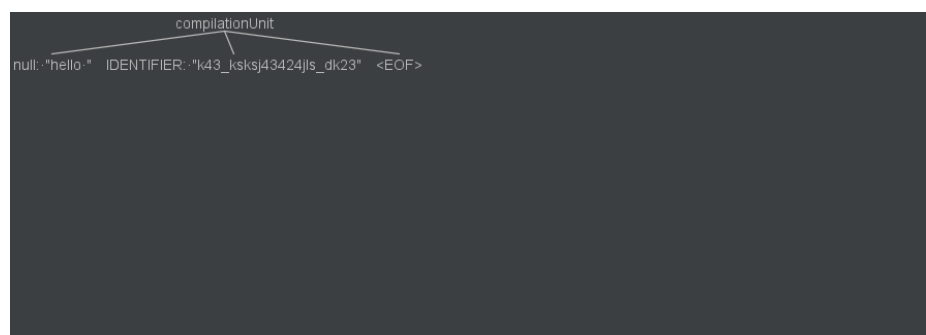 compilationUnit
null:·"hello·" IDENTIFIER:·"k43_ksksj43424jls_dk23" <EOF>